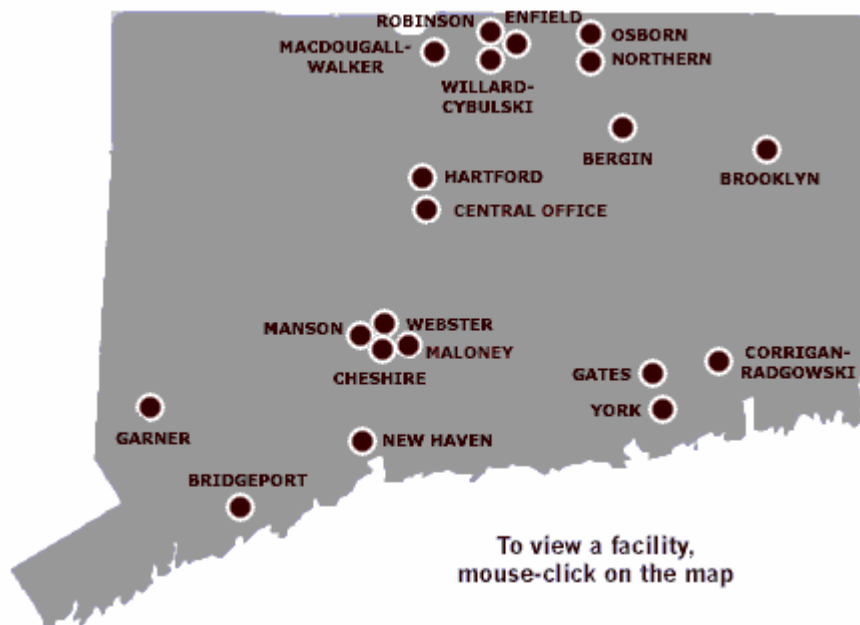 ROBINSON
ENFIELD
OSBORN
MACDOUGALL-
WALKER
NORTHERN
WILLARD-
CYBULSKI
BERGIN
BROOKLYN
HARTFORD
CENTRAL OFFICE
MANSON
WEBSTER
MALONEY
CHESHIRE
CORRIGAN-
RADGOWSKI
GATES
YORK
GARNER
NEW HAVEN
BRIDGEPORT
To view a facility,
mouse-click on the map